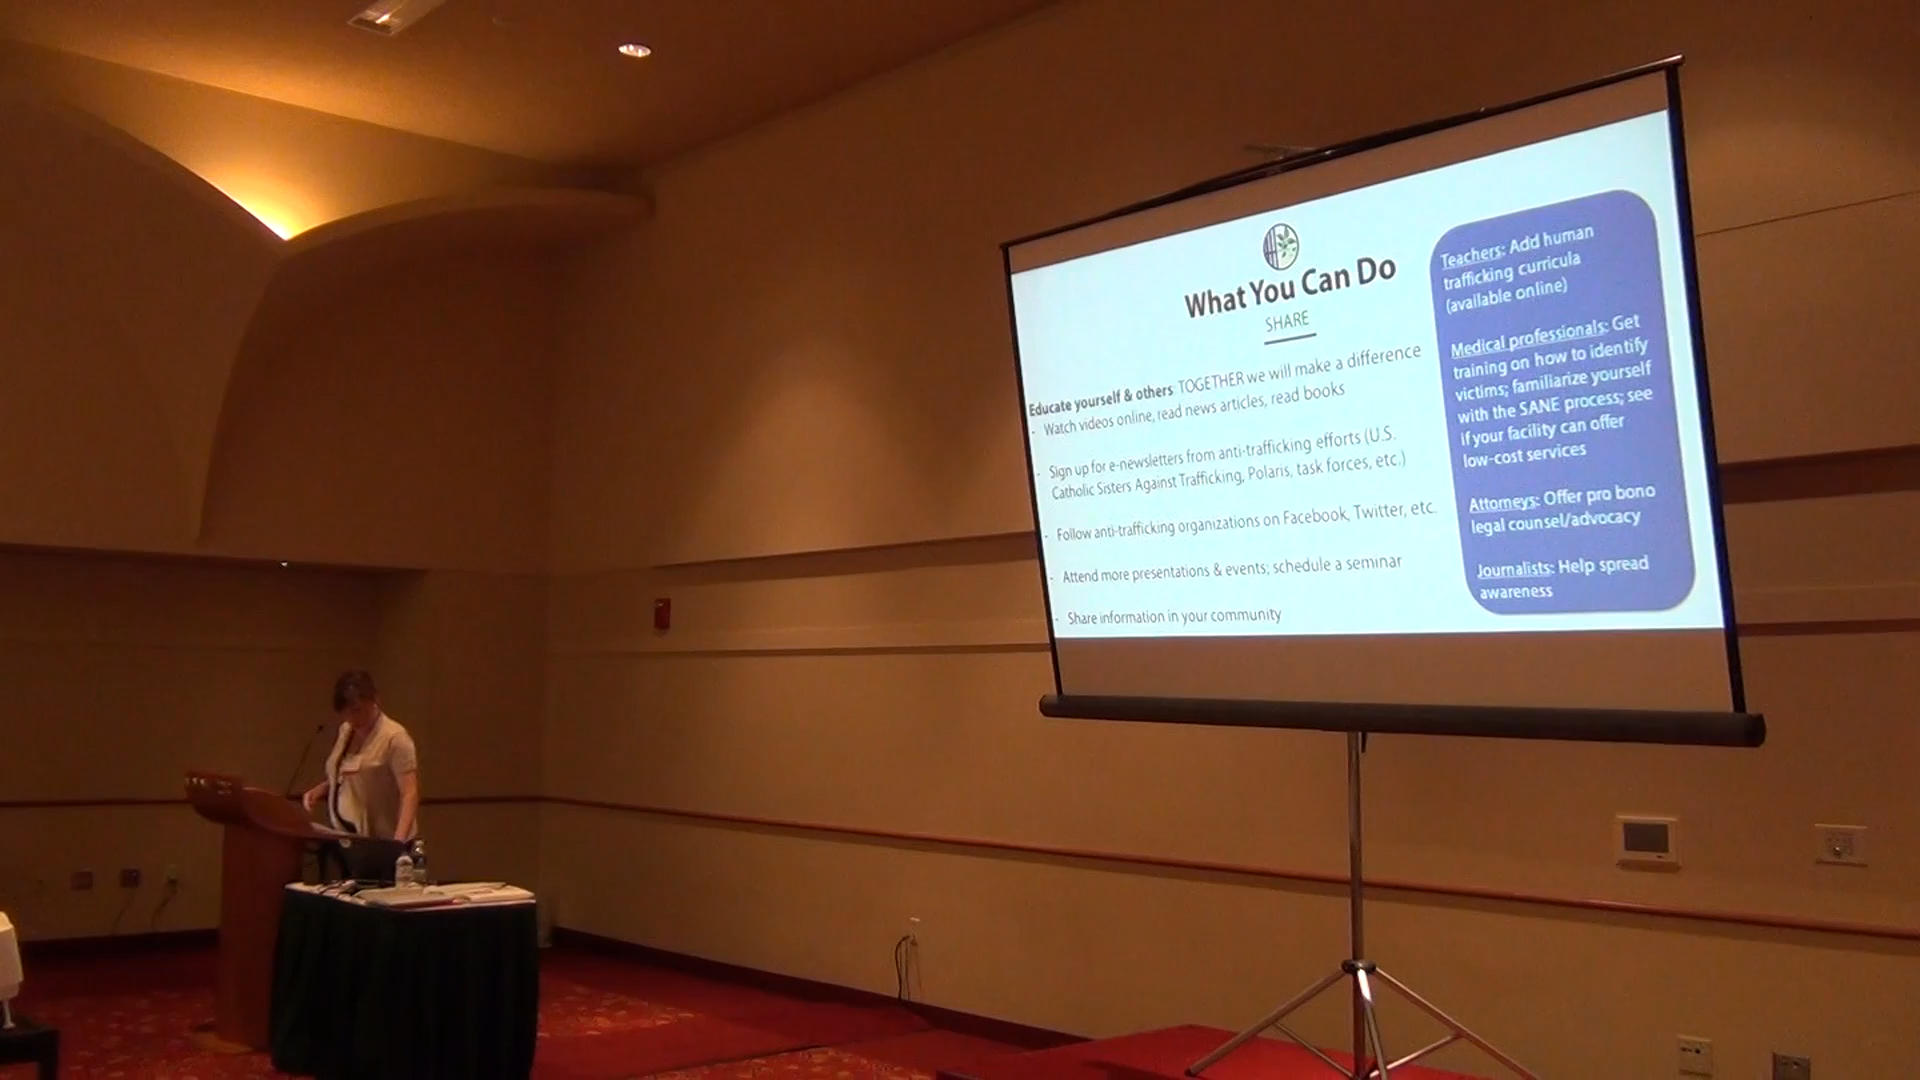 What You Can Do
SHARE
Educate yourself & others: TOGETHER we will make a difference
- Watch videos online, read news articles, read books
- Sign up for e-newsletters from anti-trafficking efforts (U.S.
Catholic Sisters Against Trafficking, Polaris, task forces, etc.)
- Follow anti-trafficking organizations on Facebook, Twitter, etc.
- Attend more presentations & events; schedule a seminar
- Share information in your community
Teachers: Add human
trafficking curricula
(available online)
Medical professionals: Get
training on how to identify
victims; familiarize yourself
with the SANE process; see
if your facility can offer
low-cost services
Attorneys: Offer pro bono
legal counsel/advocacy
Journalists: Help spread
awareness